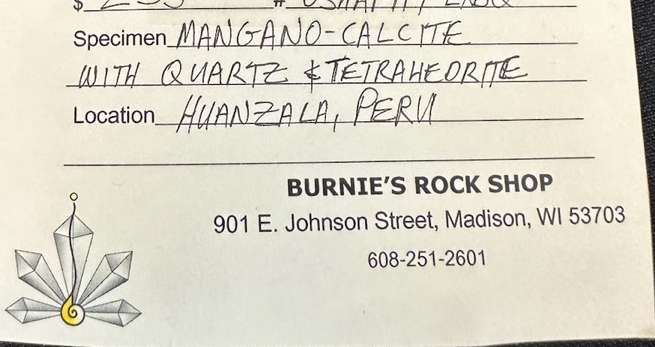 $
Specimen MANGANO-CALCITE
WITH QUARTZ & TETRAHEDRITE
Location HUANZALA, PERU
BURNIE'S ROCK SHOP
901 E. Johnson Street, Madison, WI 53703
608-251-2601